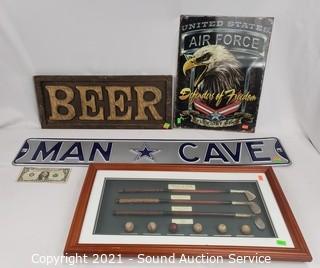 UNITED STATES
AIR FORCE
Defenders of Freedom
BEER
MAN CAVE
Copyright 2021 - Sound Auction Service